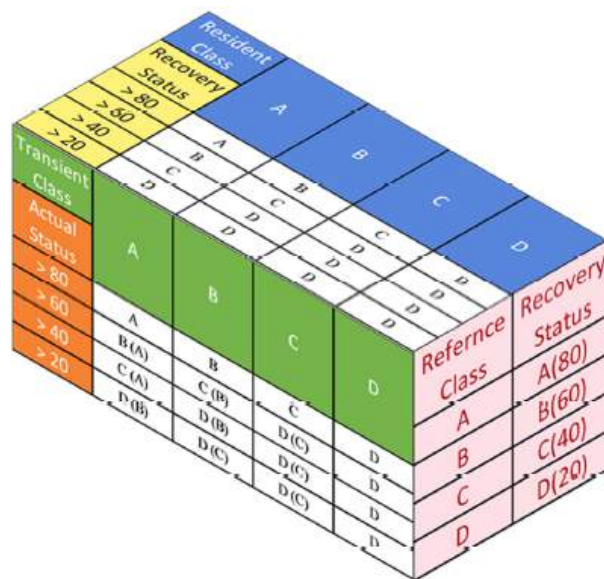 Resident
Class
A B C D
Recovery
Status
> 80 A B C D
> 60 B C D D
> 40 C D D D
> 20 D D D D
Transient
Class
A B C D
Actual
Status
> 80 A B C D
> 60 B (A) C (B) D (C) D
> 40 C (A) D (B) D (C) D
> 20 D (B) D (C) D (C) D
Refernce
Class
Recovery
Status
A A(80)
B B(60)
C C(40)
D D(20)